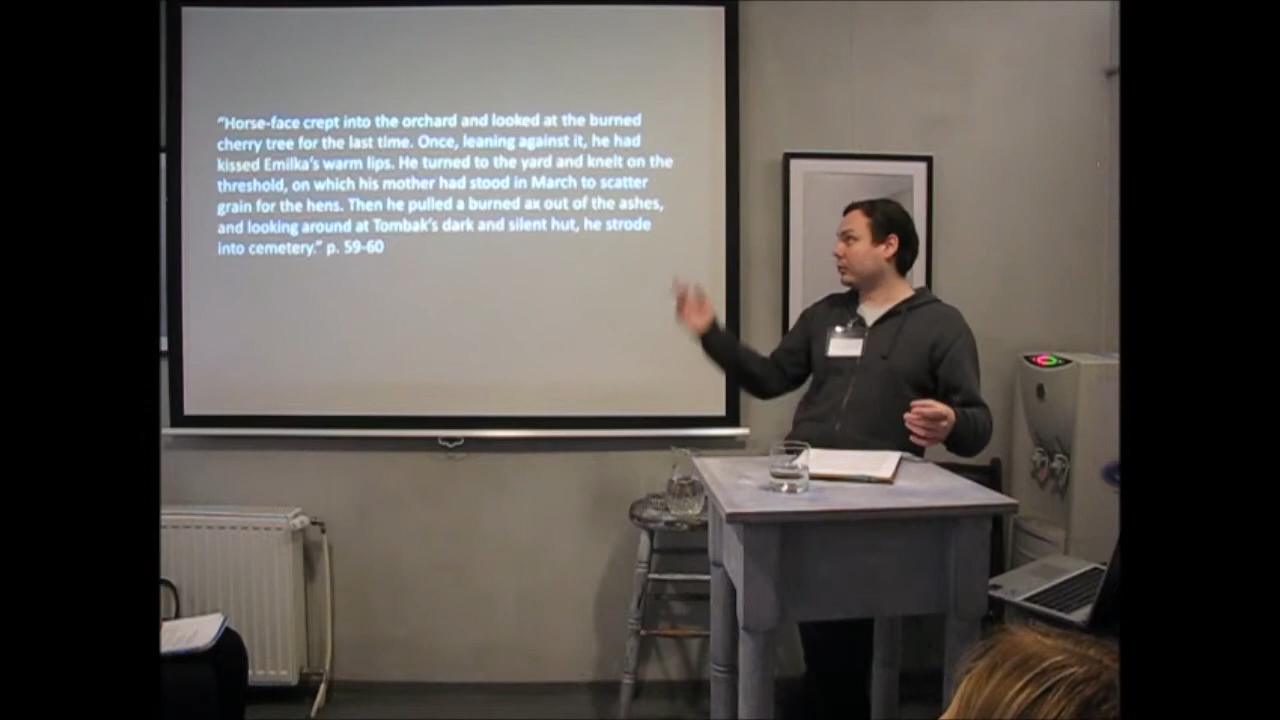 “Horse-face crept into the orchard and looked at the burned
cherry tree for the last time. Once, leaning against it, he had
kissed Emilka’s warm lips. He turned to the yard and knelt on the
threshold, on which his mother had stood in March to scatter
grain for the hens. Then he pulled a burned ax out of the ashes,
and looking around at Tombak’s dark and silent hut, he strode
into cemetery.” p. 59-60